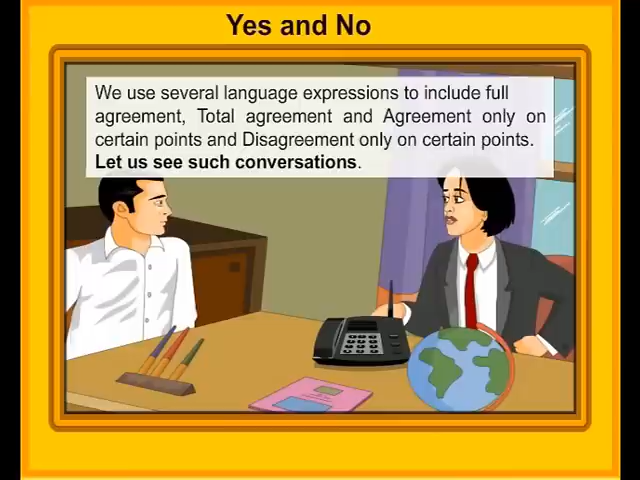 Yes and No
We use several language expressions to include full
agreement, Total agreement and Agreement only on
certain points and Disagreement only on certain points.
Let us see such conversations.